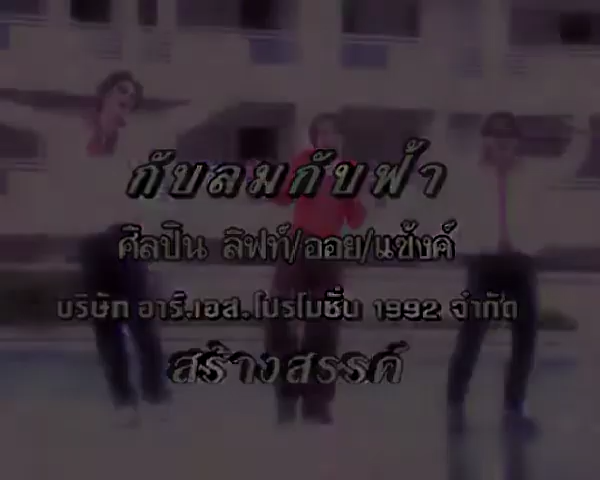 กับลมกับฟ้า
ศิลปิน ลิฟท์/ออย/แข้งค์
บริษัท อาร์.เอส.โปรโมชั่น 1992 จำกัด
สร้างสรรค์